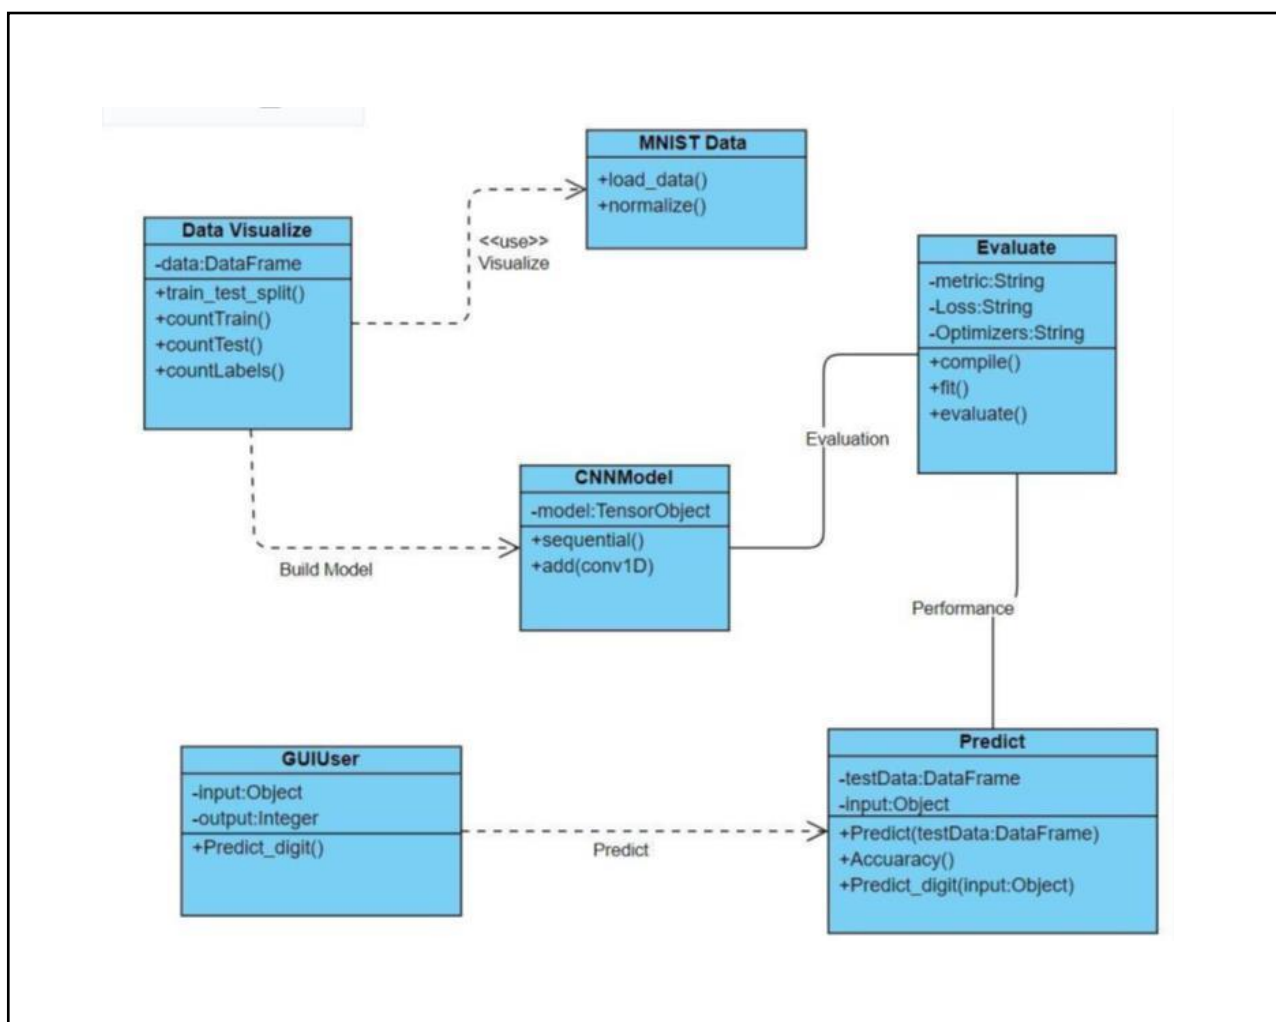 MNIST Data
+load_data()
+normalize()
Data Visualize
-data:DataFrame
+train_test_split()
+countTrain()
+countTest()
+countLabels()
<<use>>
Visualize
Evaluate
-metric:String
-Loss:String
-Optimizers:String
+compile()
+fit()
+evaluate()
Evaluation
CNNModel
-model:TensorObject
+sequential()
+add(conv1D)
Build Model
Performance
GUIUser
-input:Object
-output:Integer
+Predict_digit()
Predict
Predict
-testData:DataFrame
-input:Object
+Predict(testData:DataFrame)
+Accuaracy()
+Predict_digit(input:Object)